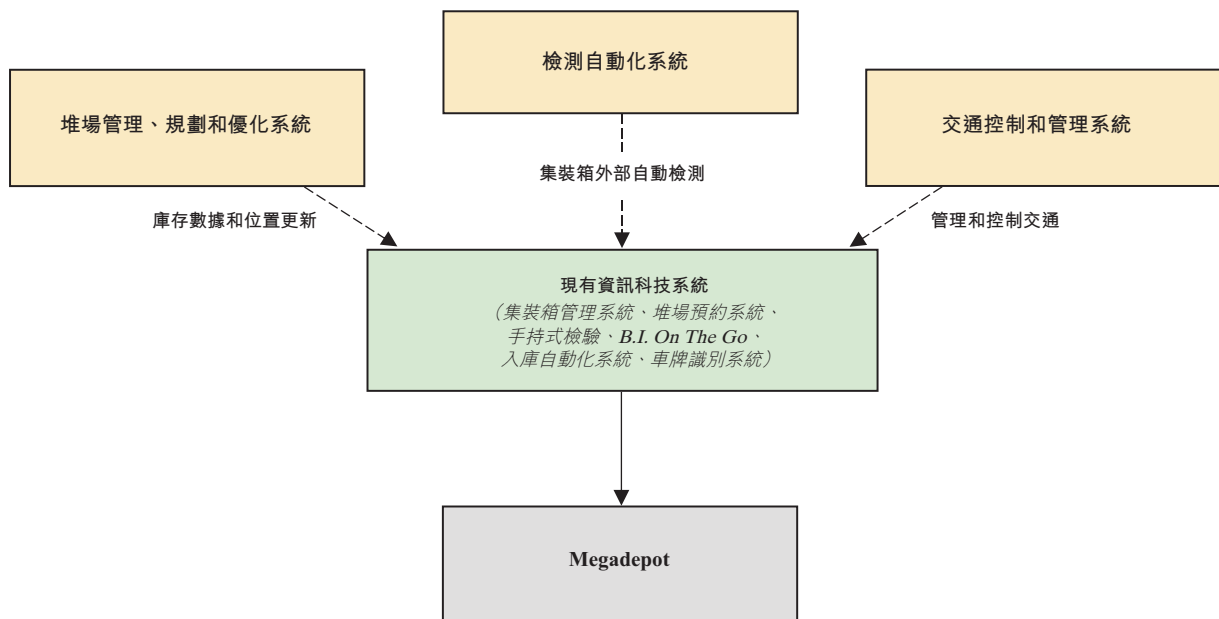 檢測自動化系統
堆場管理、規劃和優化系統
交通控制和管理系統
集裝箱外部自動檢測
庫存數據和位置更新
管理和控制交通
現有資訊科技系統
（集裝箱管理系統、堆場預約系統、
手持式檢驗、B.I. On The Go、
入庫自動化系統、車牌識別系統）
Megadepot